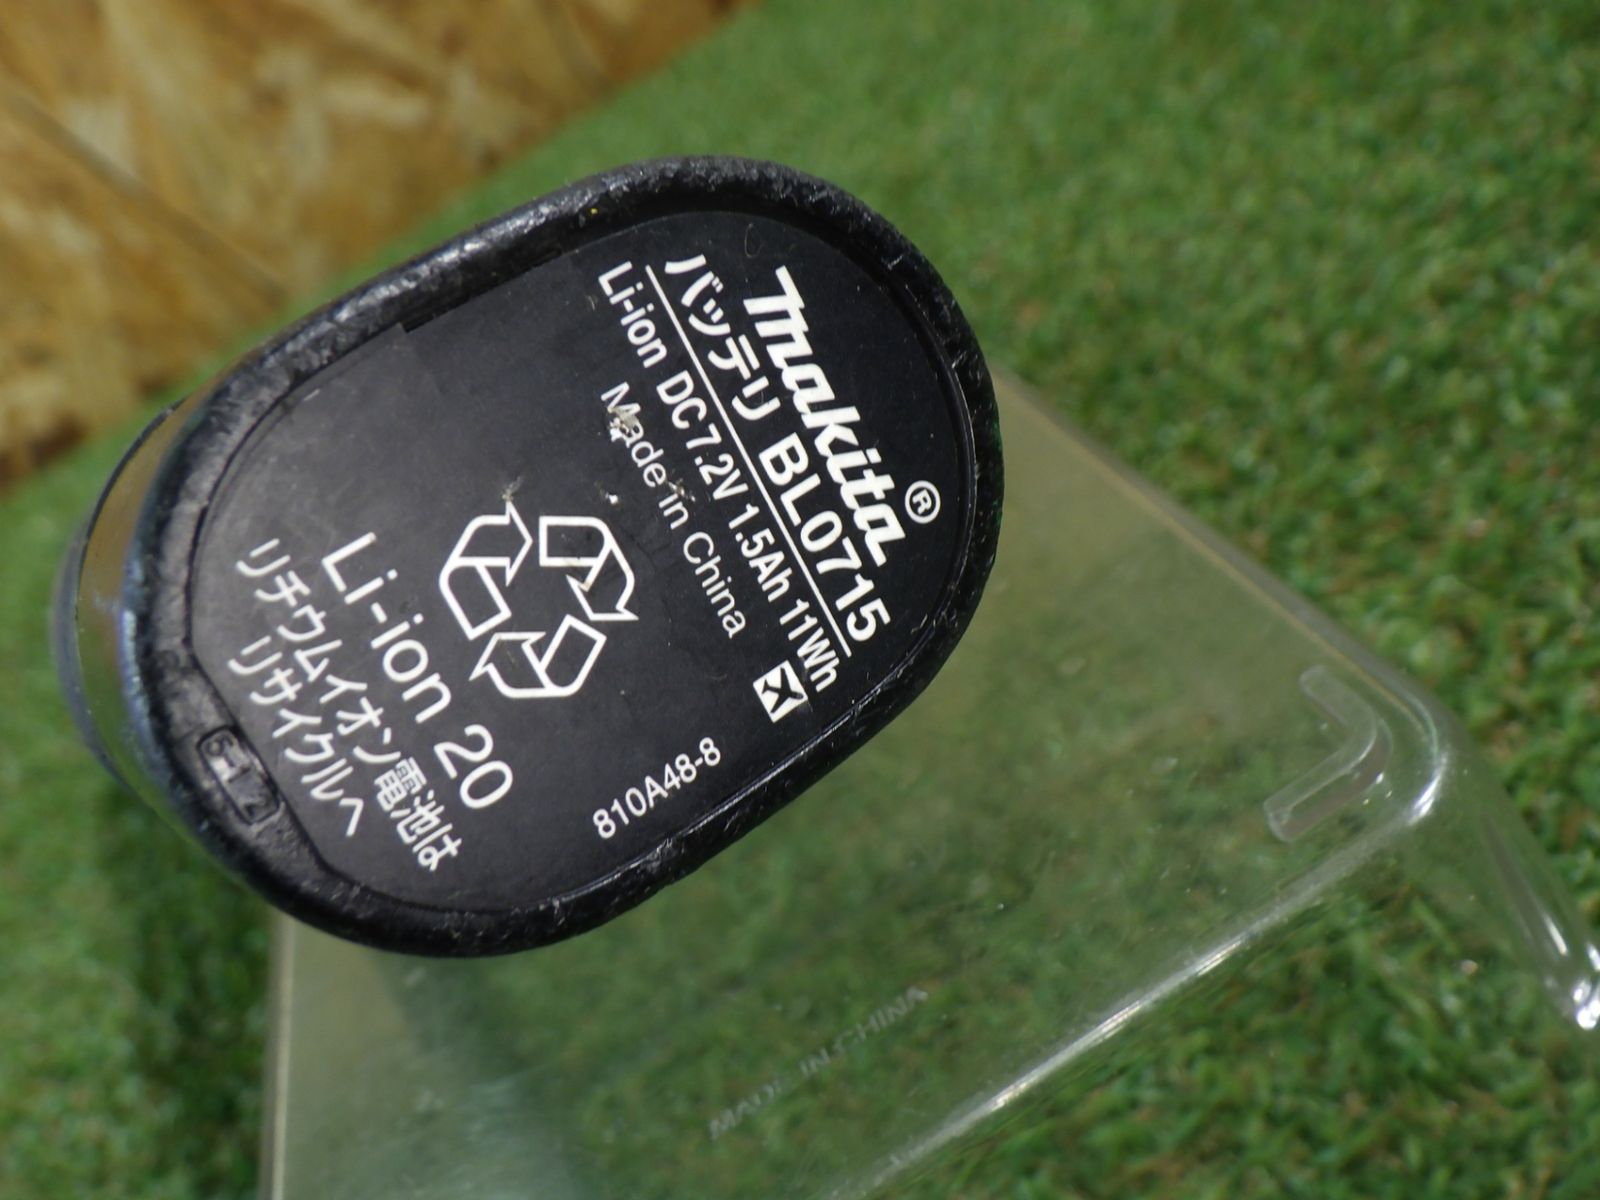 makita®
バッテリ BL0715
Li-ion DC7.2V 1.5Ah 11Wh
Made in China
810A48-8
Li-ion 20
リチウムイオン電池は
リサイクルへ
MADE IN CHINA